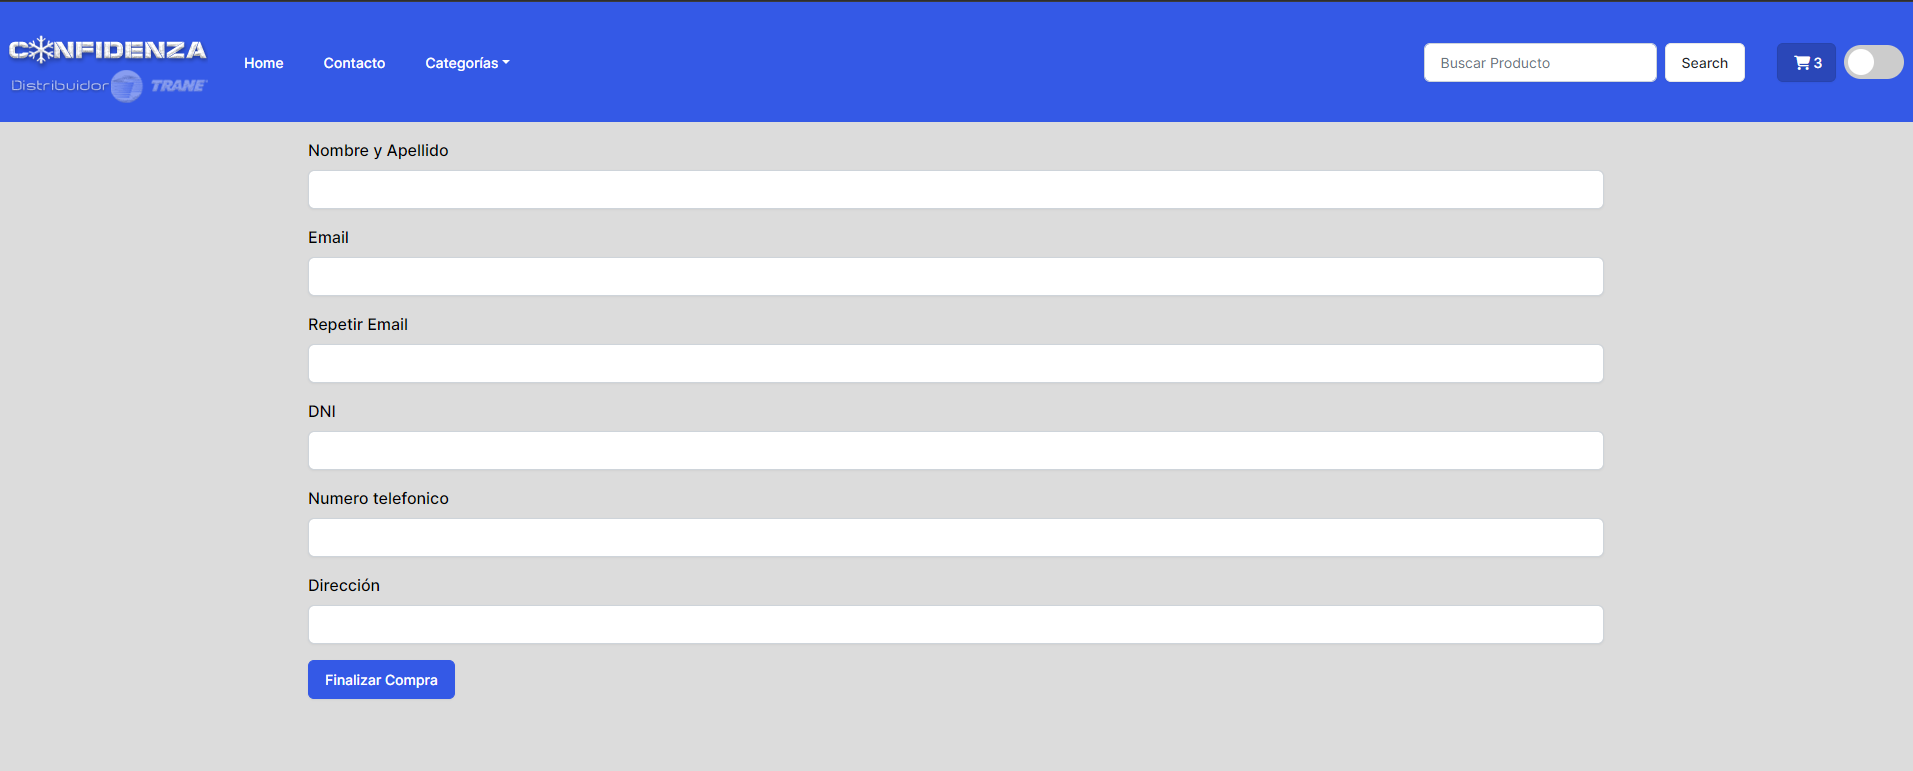 CONFIDENZA
Distribuidor TRANE
Home
Contacto
Categorías
Buscar Producto
Search
3
Nombre y Apellido
Email
Repetir Email
DNI
Numero telefonico
Dirección
Finalizar Compra